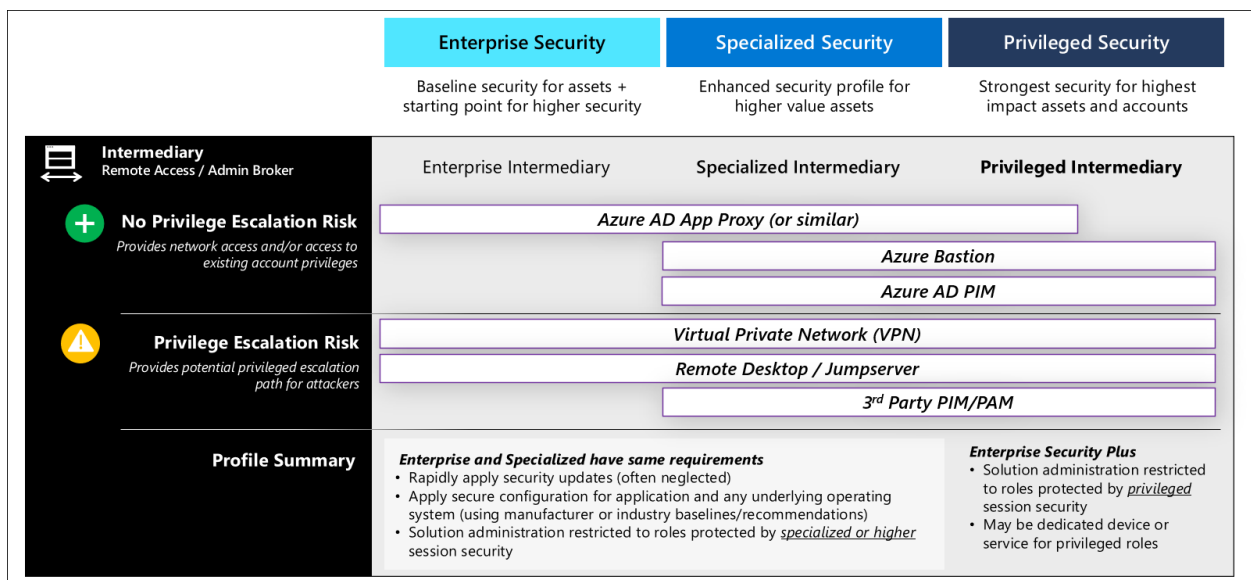 Enterprise Security
Specialized Security
Privileged Security
Baseline security for assets +
starting point for higher security
Enhanced security profile for
higher value assets
Strongest security for highest
impact assets and accounts
Intermediary
Remote Access / Admin Broker
Enterprise Intermediary
Specialized Intermediary
Privileged Intermediary
No Privilege Escalation Risk
Provides network access and/or access to
existing account privileges
Azure AD App Proxy (or similar)
Azure Bastion
Azure AD PIM
Privilege Escalation Risk
Provides potential privileged escalation
path for attackers
Virtual Private Network (VPN)
Remote Desktop / Jumpserver
3rd Party PIM/PAM
Profile Summary
Enterprise and Specialized have same requirements
• Rapidly apply security updates (often neglected)
• Apply secure configuration for application and any underlying operating
system (using manufacturer or industry baselines/recommendations)
• Solution administration restricted to roles protected by specialized or higher
session security
Enterprise Security Plus
• Solution administration restricted
to roles protected by privileged
session security
• May be dedicated device or
service for privileged roles